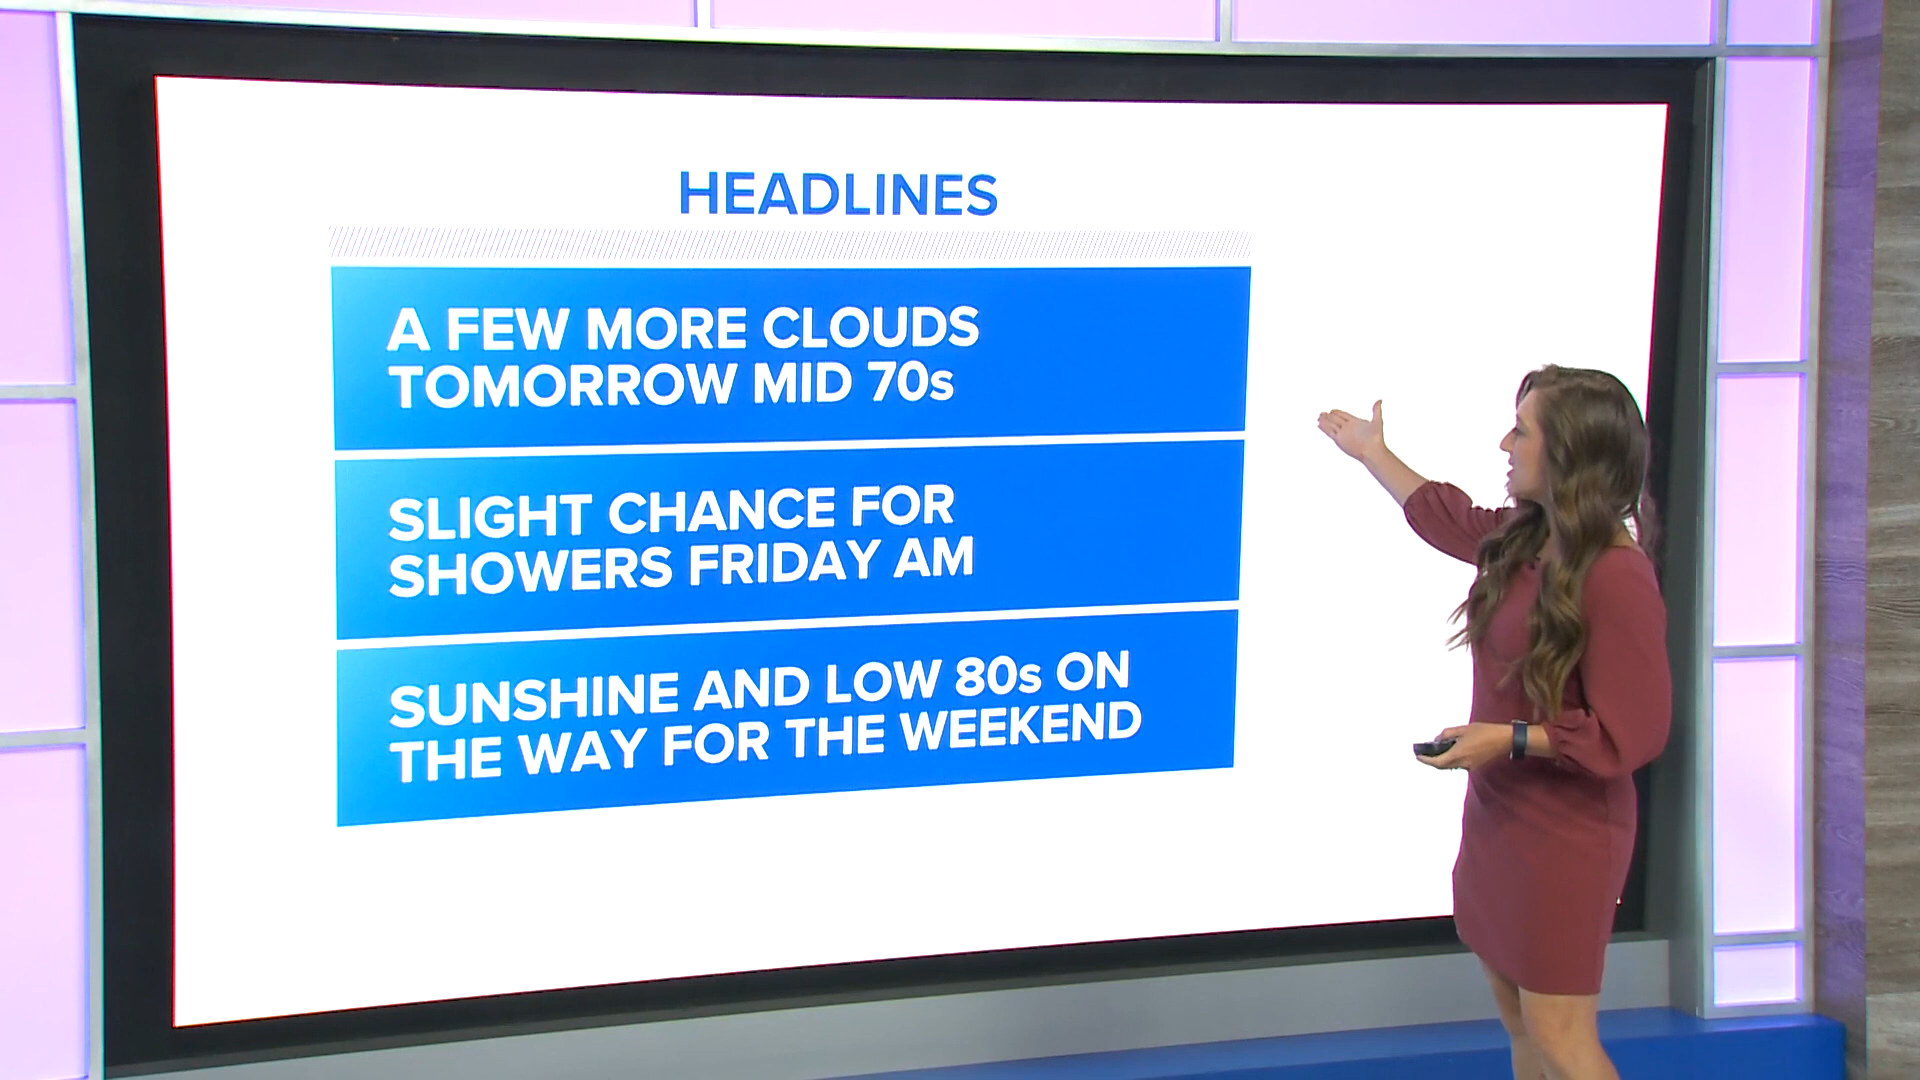 HEADLINES
A FEW MORE CLOUDS
TOMORROW MID 70s
SLIGHT CHANCE FOR
SHOWERS FRIDAY AM
SUNSHINE AND LOW 80s ON
THE WAY FOR THE WEEKEND